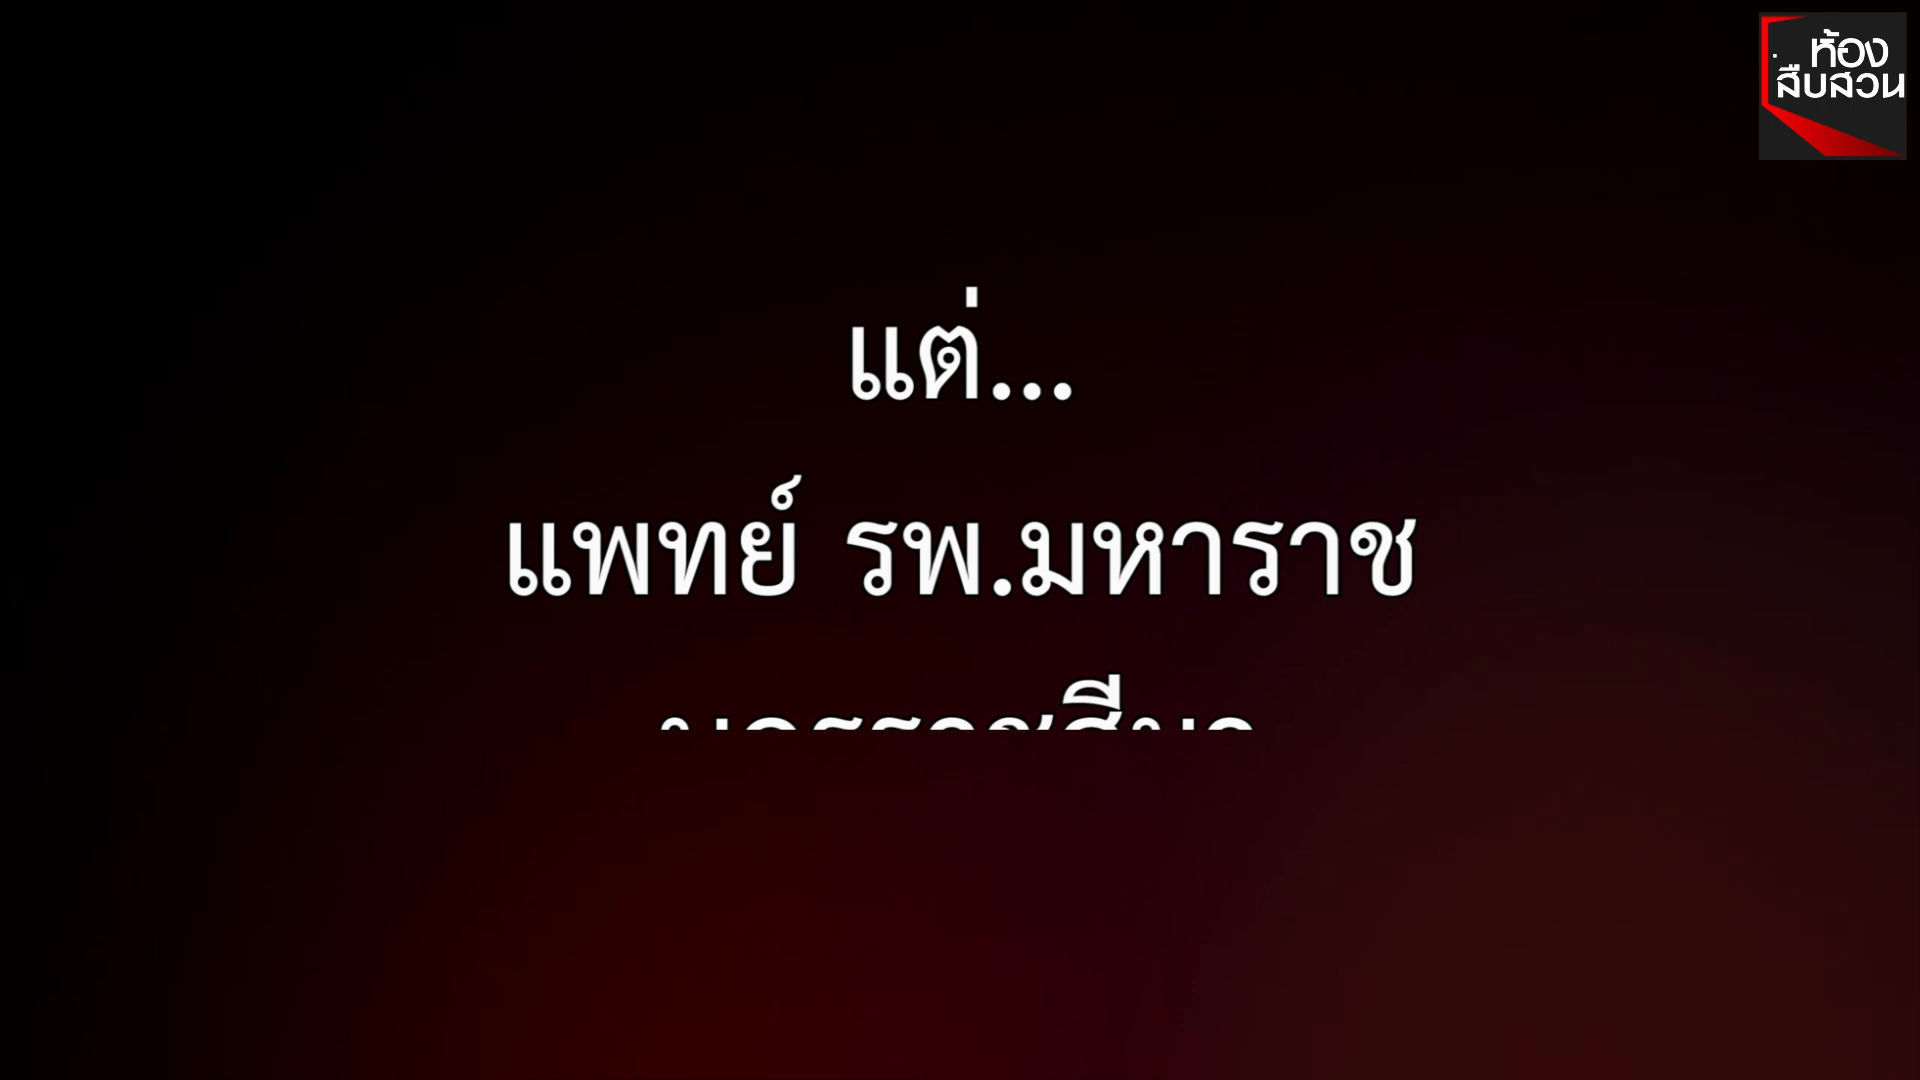 ห้อง
สืบสวน
แต่...
แพทย์ รพ.มหาราช